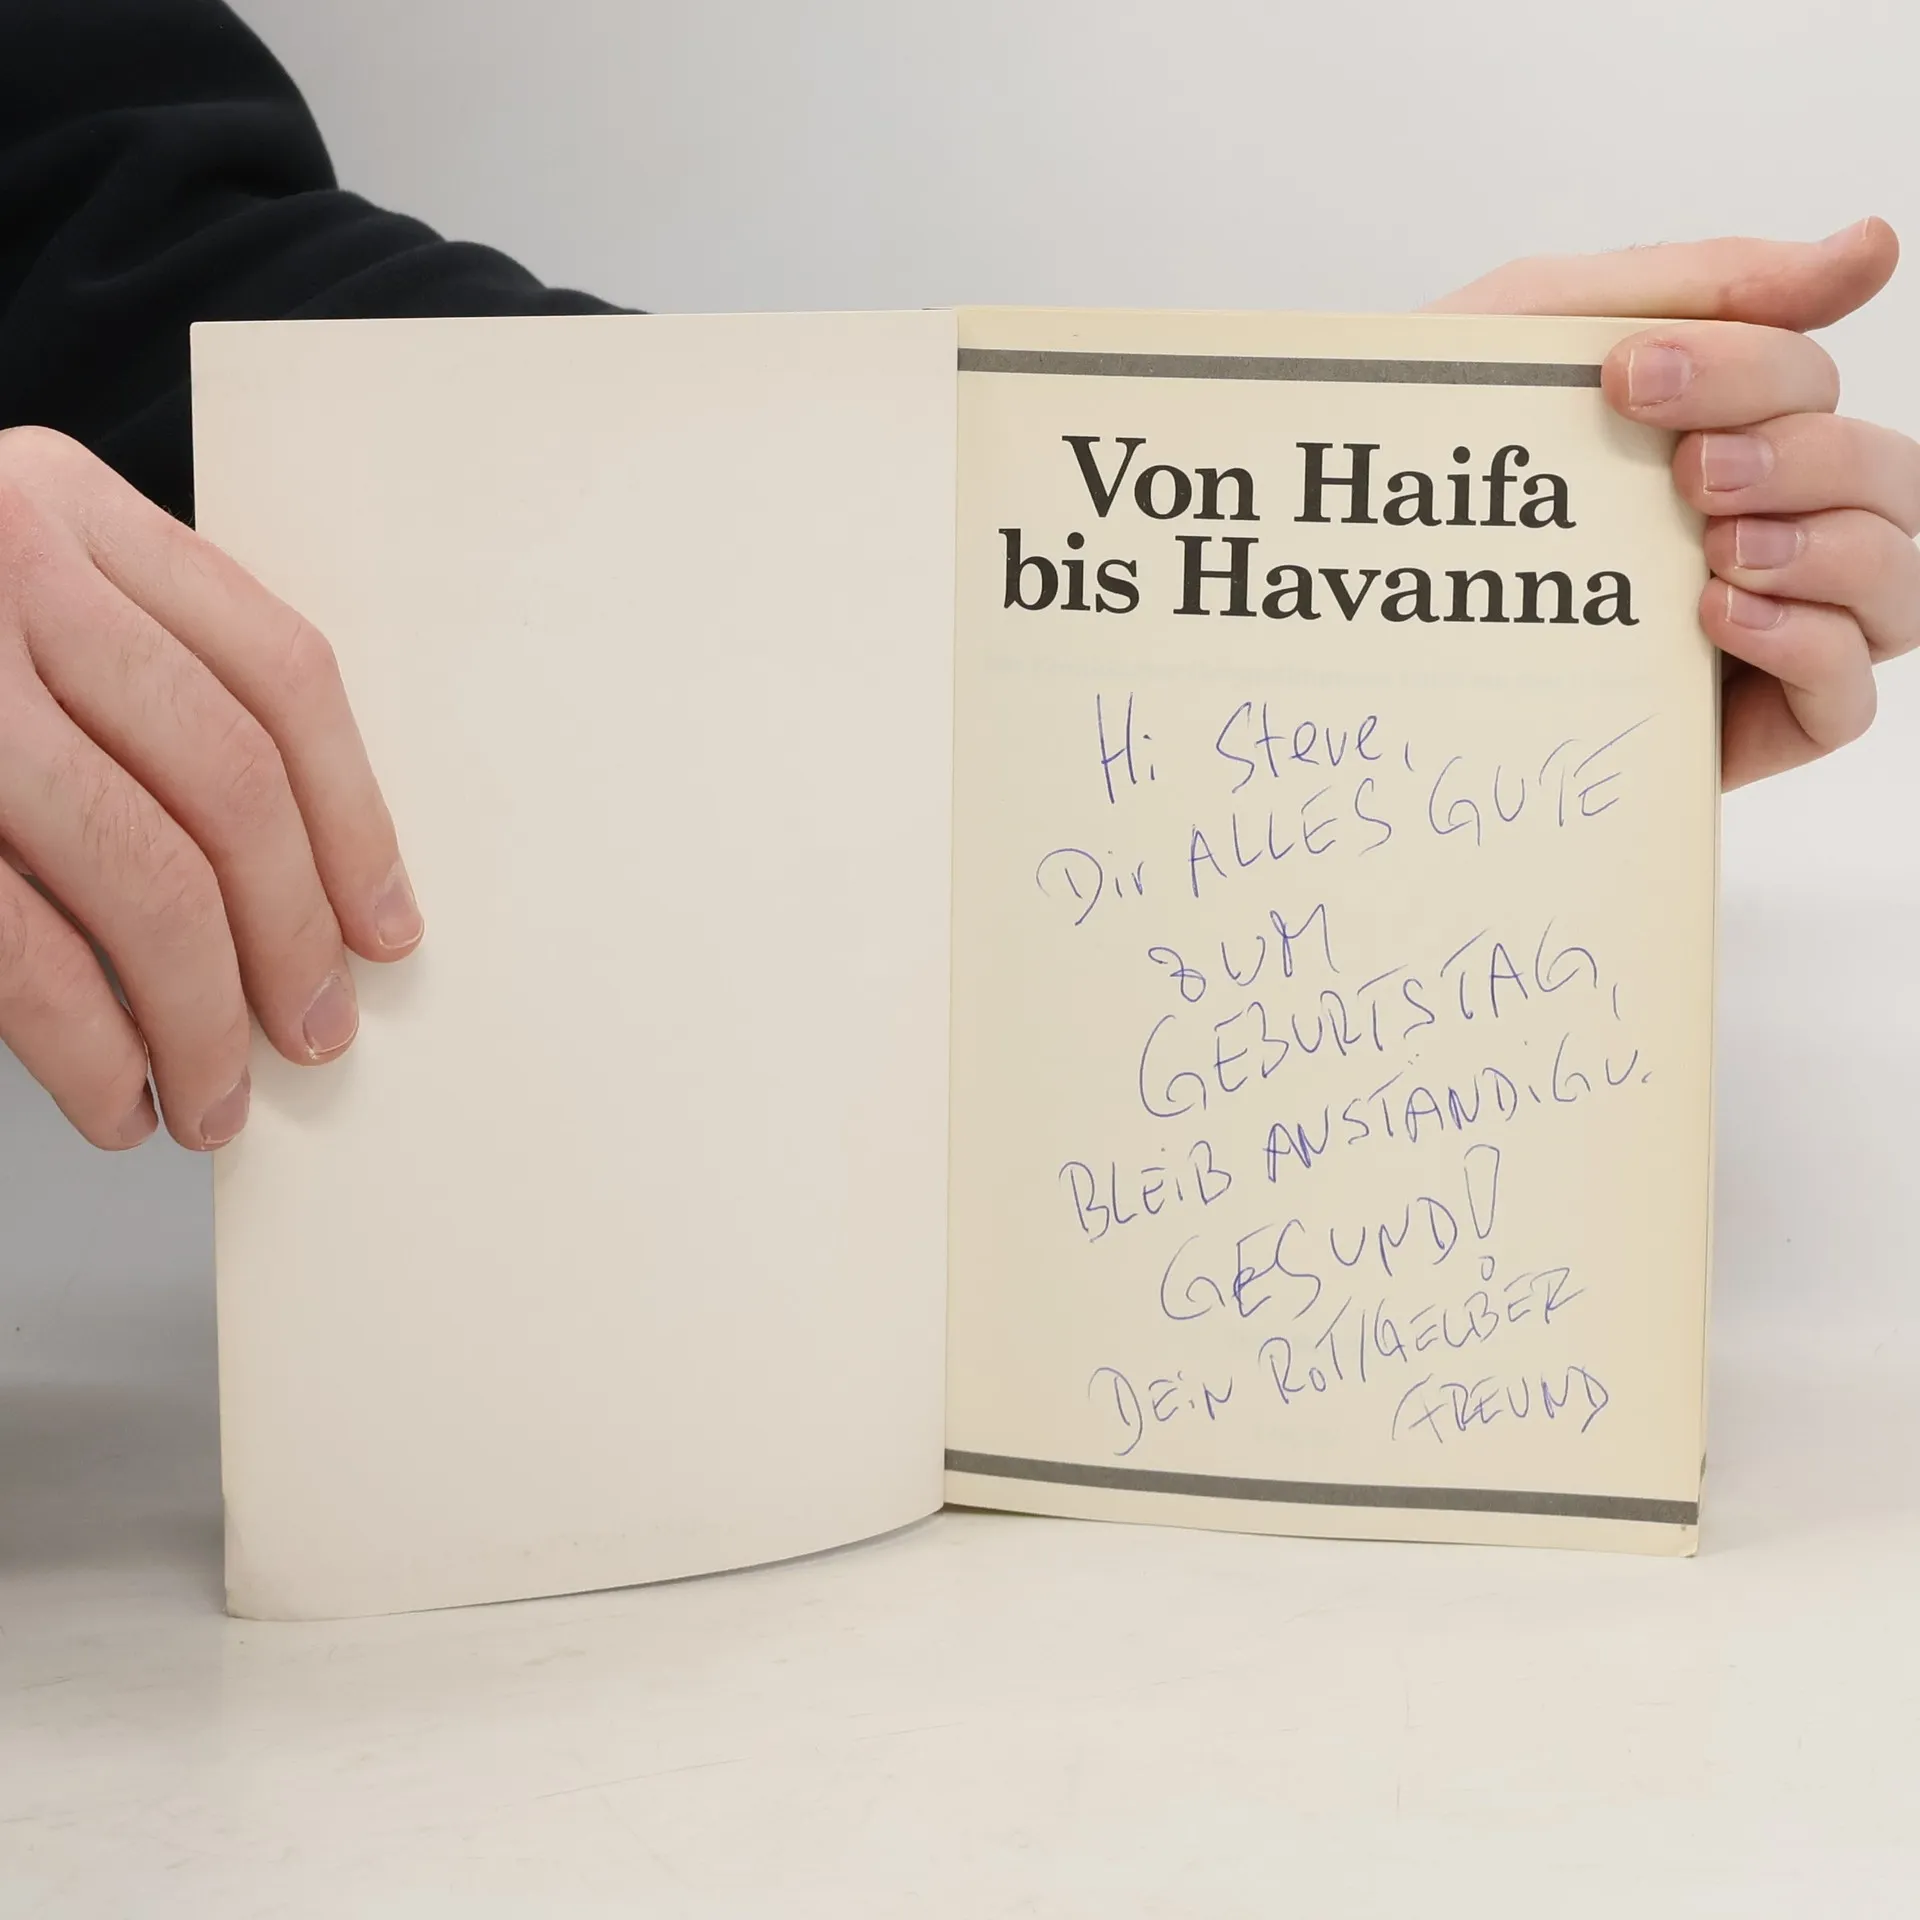 Von Haifa
bis Havanna
Hi Steve,
Dir ALLES GUTE
ZUM
GEBURTSTAG,
BLEiB ANSTÄNDiG U.
GESUND!
DEiN ROT/GELBER
FREUND